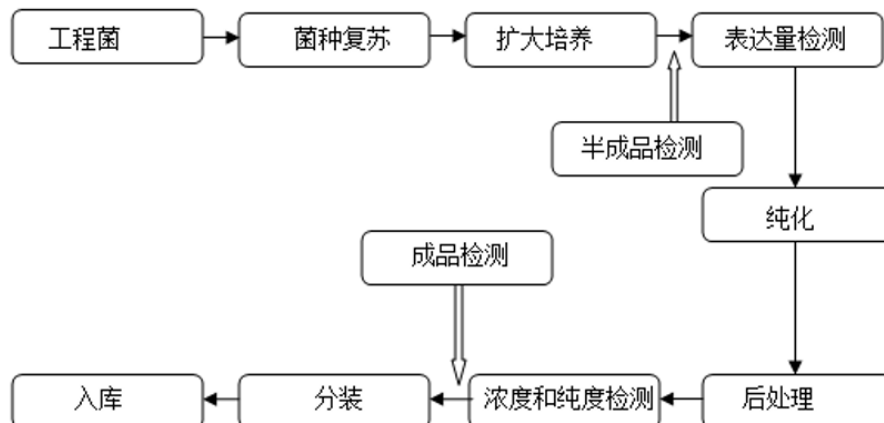 工程菌
菌种复苏
扩大培养
表达量检测
半成品检测
纯化
成品检测
入库
分装
浓度和纯度检测
后处理